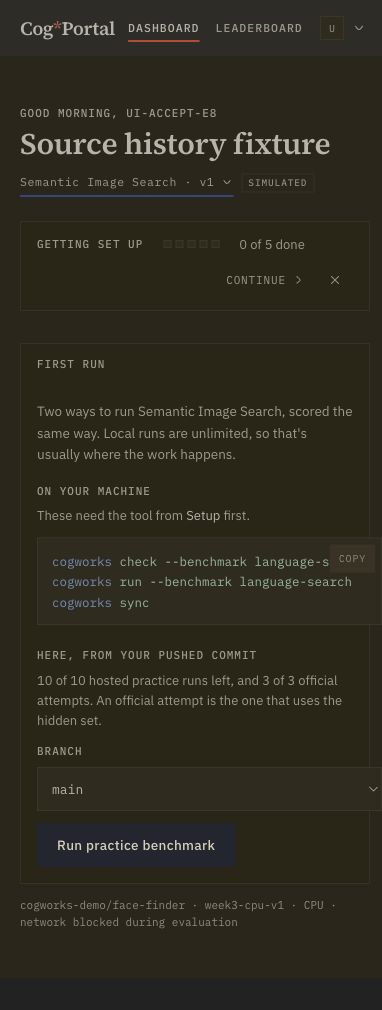 Cog*Portal DASHBOARD LEADERBOARD U
GOOD MORNING, UI-ACCEPT-E8
Source history fixture
Semantic Image Search · v1 SIMULATED
GETTING SET UP 0 of 5 done
CONTINUE
FIRST RUN
Two ways to run Semantic Image Search, scored the
same way. Local runs are unlimited, so that's
usually where the work happens.
ON YOUR MACHINE
These need the tool from Setup first.
COPY
cogworks check --benchmark language-s
cogworks run --benchmark language-search
cogworks sync
HERE, FROM YOUR PUSHED COMMIT
10 of 10 hosted practice runs left, and 3 of 3 official
attempts. An official attempt is the one that uses the
hidden set.
BRANCH
main
Run practice benchmark
cogworks-demo/face-finder · week3-cpu-v1 · CPU ·
network blocked during evaluation